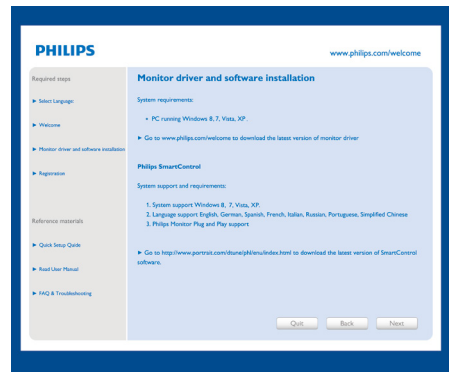 PHILIPS
www.philips.com/welcome
Required steps
Select Language:
Welcome
Monitor driver and software installation
Registration
Reference materials
Quick Setup Quide
Read User Manual
FAQ & Troubleshooting
Monitor driver and software installation
System requirements:
• PC running Windows 8, 7, Vista, XP.
Go to www.philips.com/welcome to download the latest version of monitor driver
Philips SmartControl
System support and requirements:
1. System support Windows 8, 7, Vista, XP.
2. Language support English, German, Spanish, French, Italian, Russian, Portuguese, Simplified Chinese
3. Philips Monitor Plug and Play support
Go to http://www.portrait.com/dtune/phl/enu/index.html to download the latest version of SmartControl
software.
Quit
Back
Next